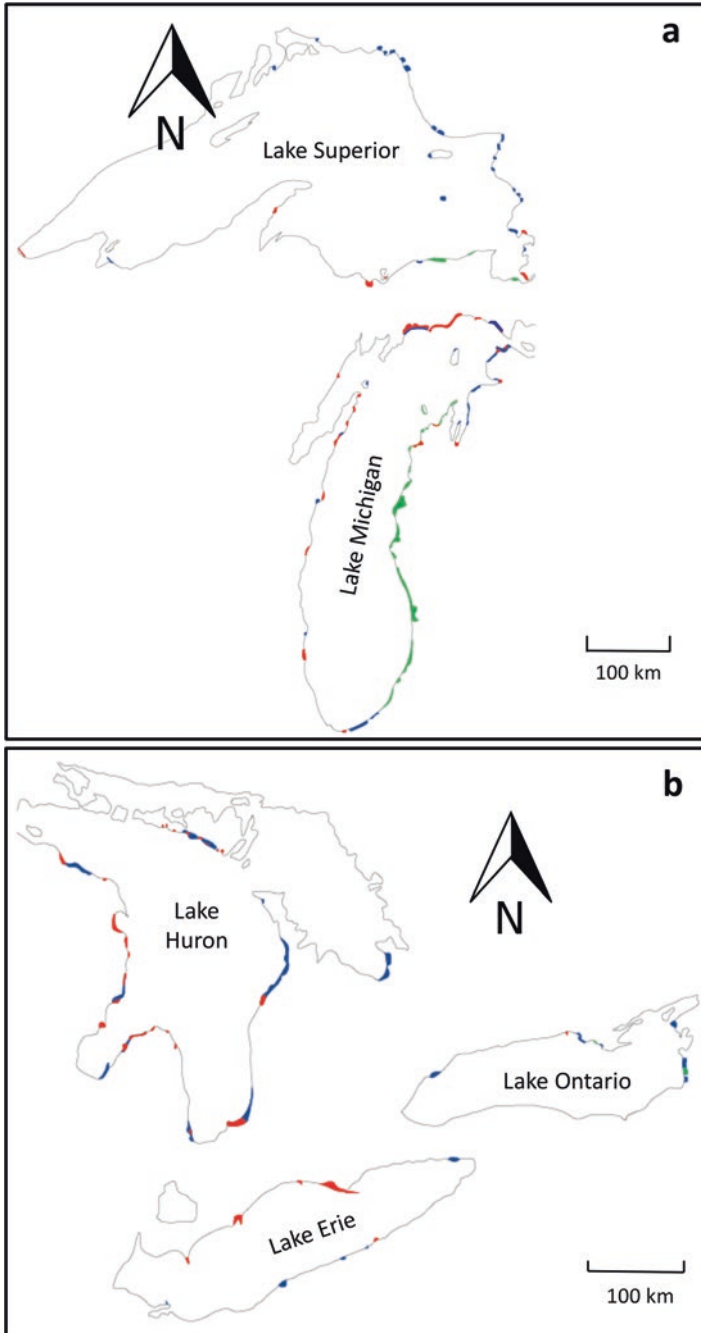 a
N
Lake Superior
Lake Michigan
100 km
b
N
Lake
Huron
Lake Ontario
Lake Erie
100 km